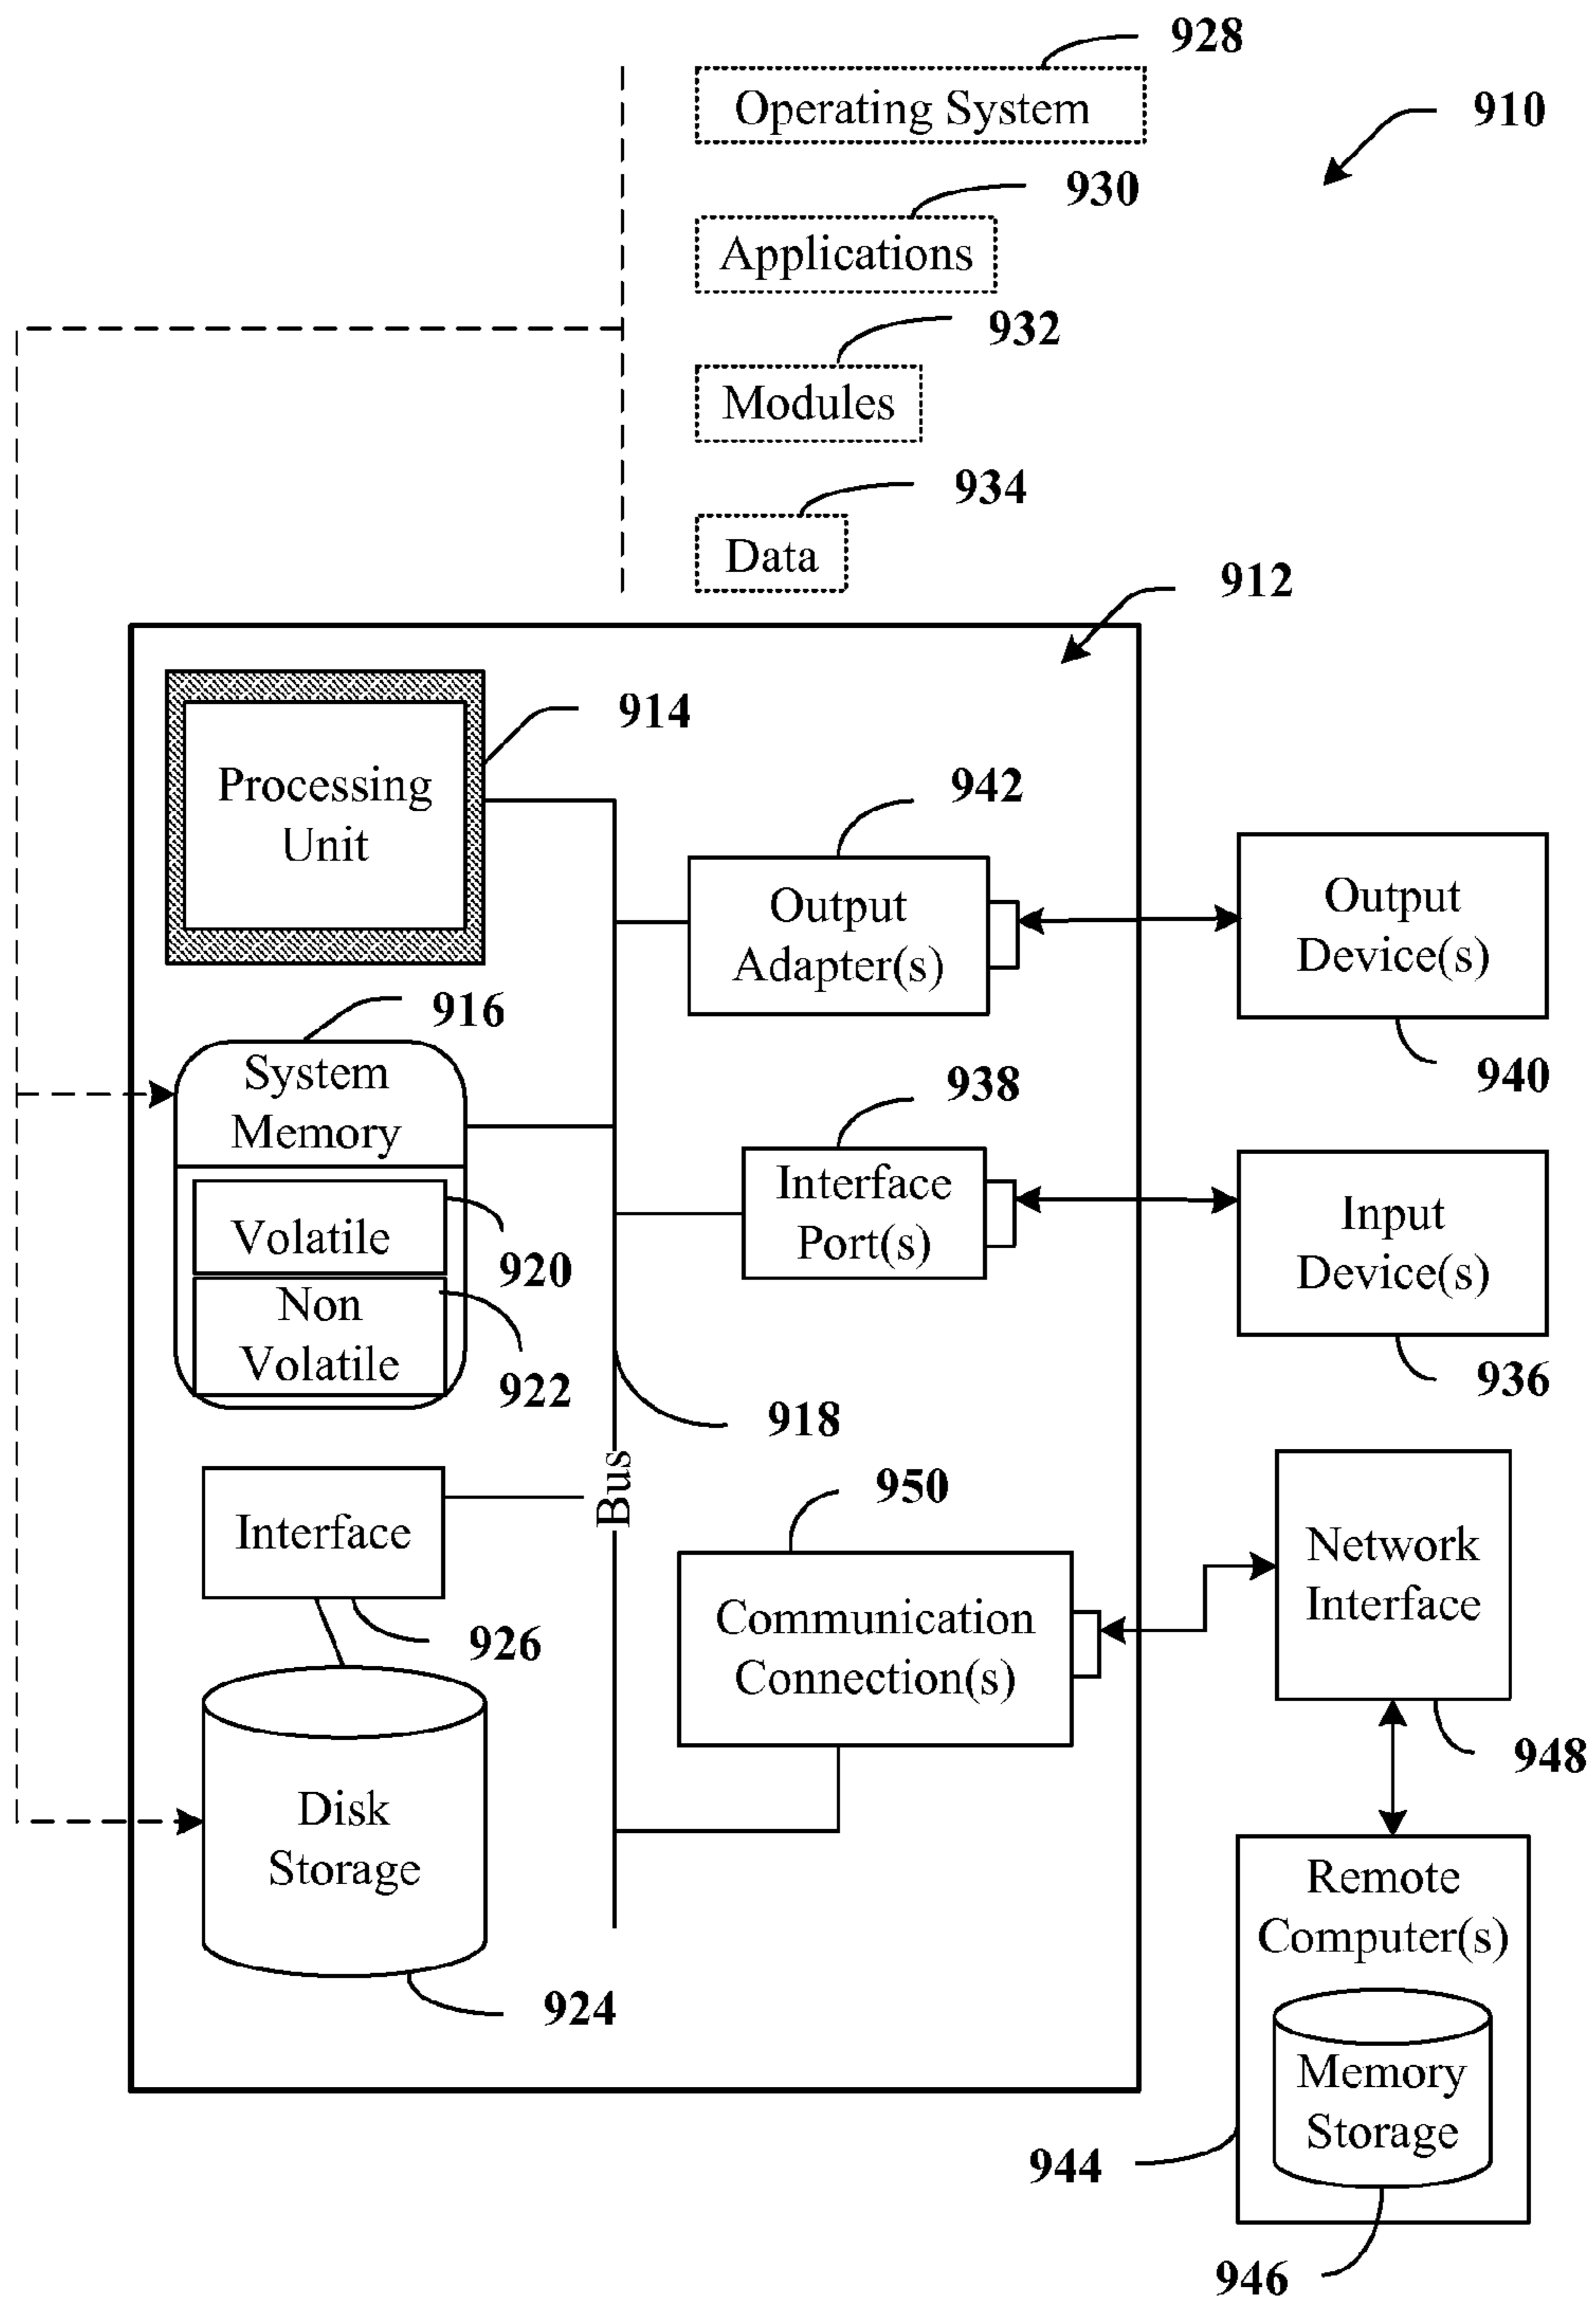 928
Operating System
910
930
Applications
932
Modules
934
Data
912
914
Processing
Unit
942
Output
Adapter(s)
Output
Device(s)
940
916
System
Memory
938
Interface
Port(s)
Input
Device(s)
936
Volatile
920
Non
Volatile
922
918
Bus
Interface
926
950
Communication
Connection(s)
Network
Interface
948
Disk
Storage
924
Remote
Computer(s)
Memory
Storage
944
946